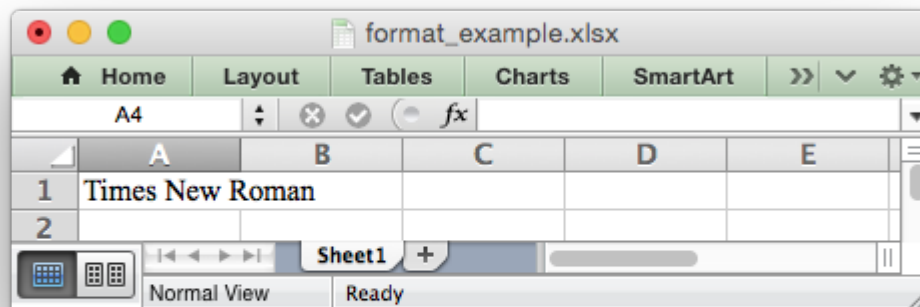 format_example.xlsx
Home Layout Tables Charts SmartArt
A4 fx
A B C D E
1 Times New Roman
2
Sheet1 +
Normal View Ready